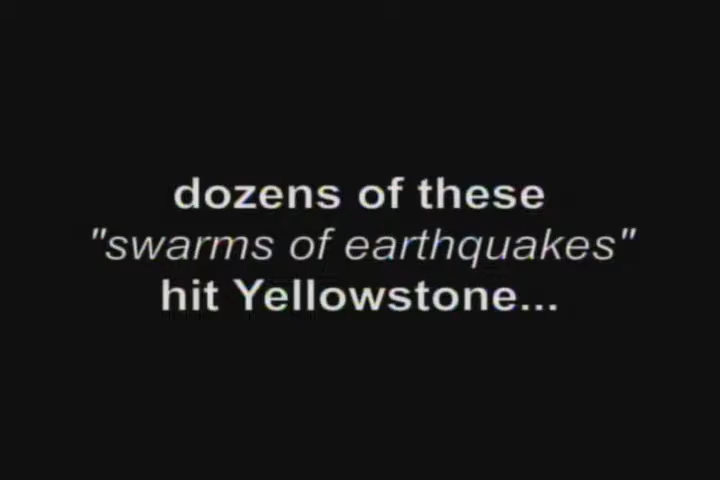 dozens of these
"swarms of earthquakes"
hit Yellowstone...